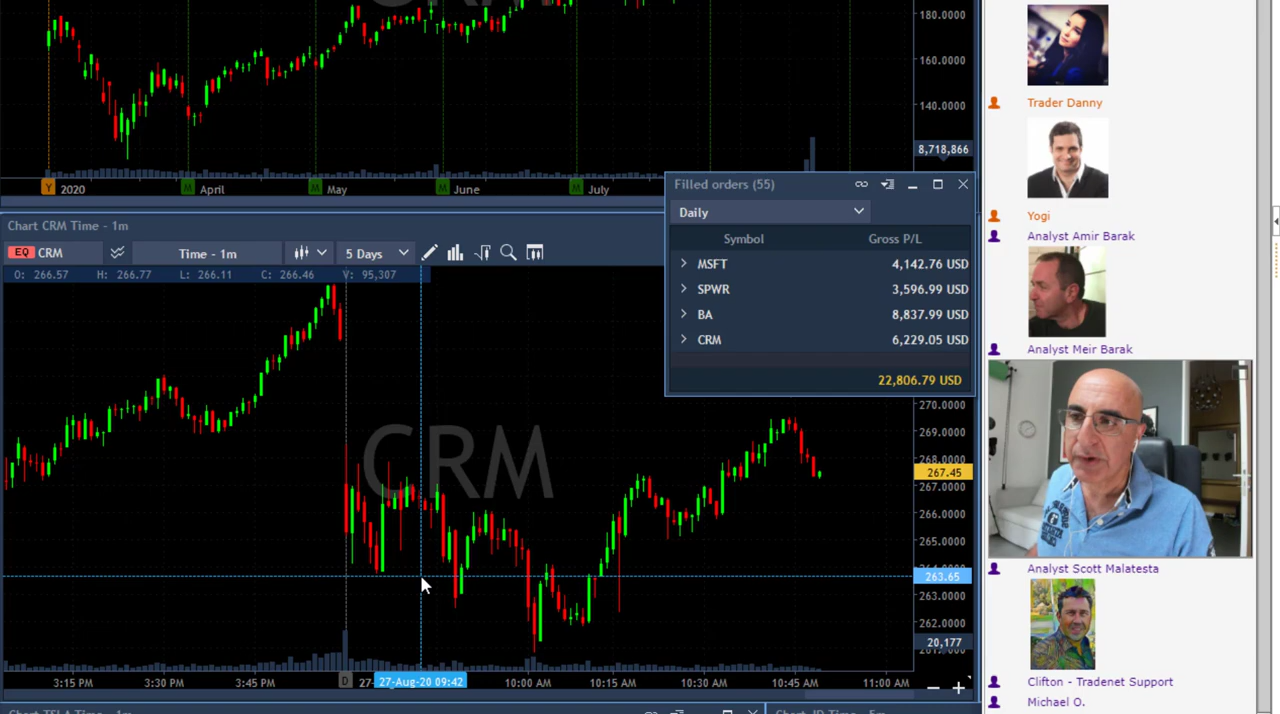 CRM
180.0000
160.0000
140.0000
8,718,866
Y 2020 M April M May M June M July
Filled orders (55)
Daily
Symbol Gross P/L
MSFT 4,142.76 USD
SPWR 3,596.99 USD
BA 8,837.99 USD
CRM 6,229.05 USD
22,806.79 USD
Chart CRM Time - 1m
EQ CRM Time - 1m 5 Days
O: 266.57 H: 266.77 L: 266.11 C: 266.46 V: 95,307
CRM
270.0000
269.0000
268.0000
267.45
267.0000
266.0000
265.0000
263.65
263.0000
262.0000
20,177
3:15 PM 3:30 PM 3:45 PM D 27- 27-Aug-20 09:42 10:00 AM 10:15 AM 10:30 AM 10:45 AM 11:00 AM
Trader Danny
Yogi
Analyst Amir Barak
Analyst Meir Barak
Analyst Scott Malatesta
Clifton - Tradenet Support
Michael O.